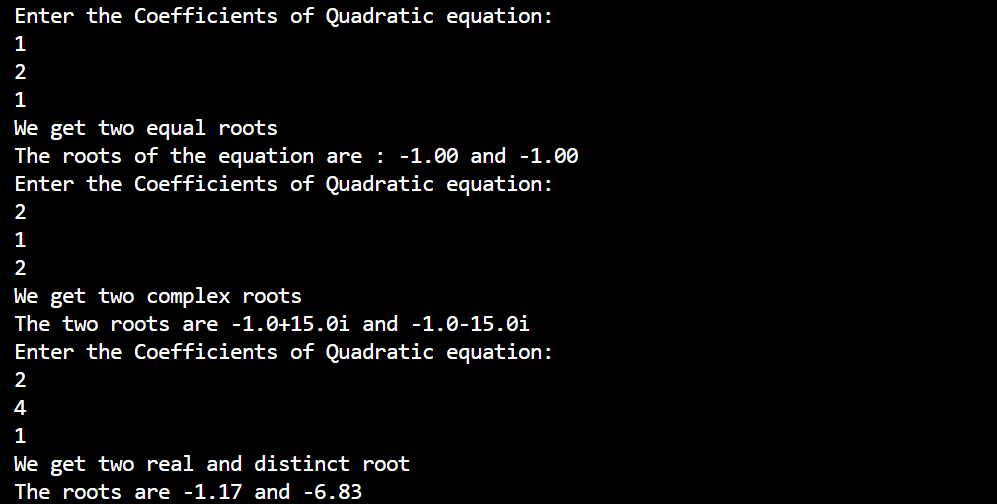 Enter the Coefficients of Quadratic equation:
1
2
1
We get two equal roots
The roots of the equation are : -1.00 and -1.00
Enter the Coefficients of Quadratic equation:
2
1
2
We get two complex roots
The two roots are -1.0+15.0i and -1.0-15.0i
Enter the Coefficients of Quadratic equation:
2
4
1
We get two real and distinct root
The roots are -1.17 and -6.83